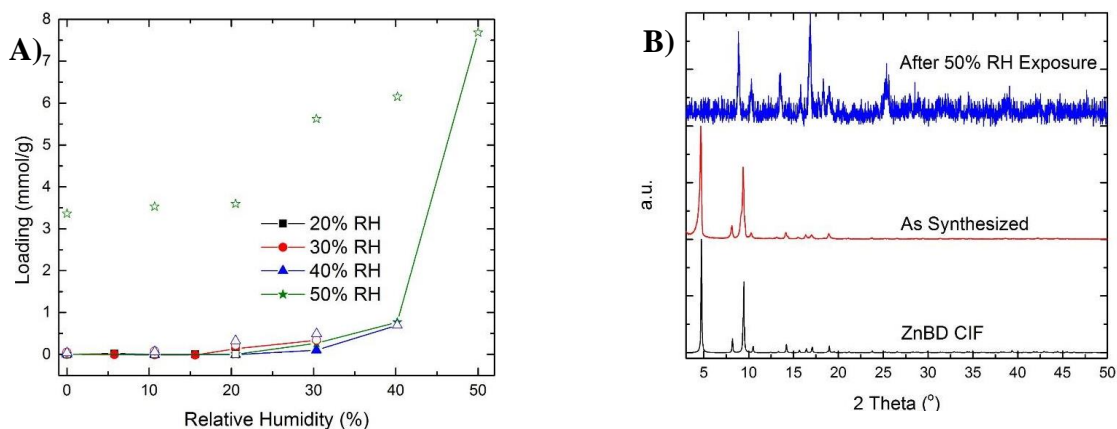 A)
8
7
6
5
4
3
2
1
0
Loading (mmol/g)
20% RH
30% RH
40% RH
50% RH
0 10 20 30 40 50
Relative Humidity (%)
B)
After 50% RH Exposure
As Synthesized
ZnBD CIF
a.u.
5 10 15 20 25 30 35 40 45 50
2 Theta (°)